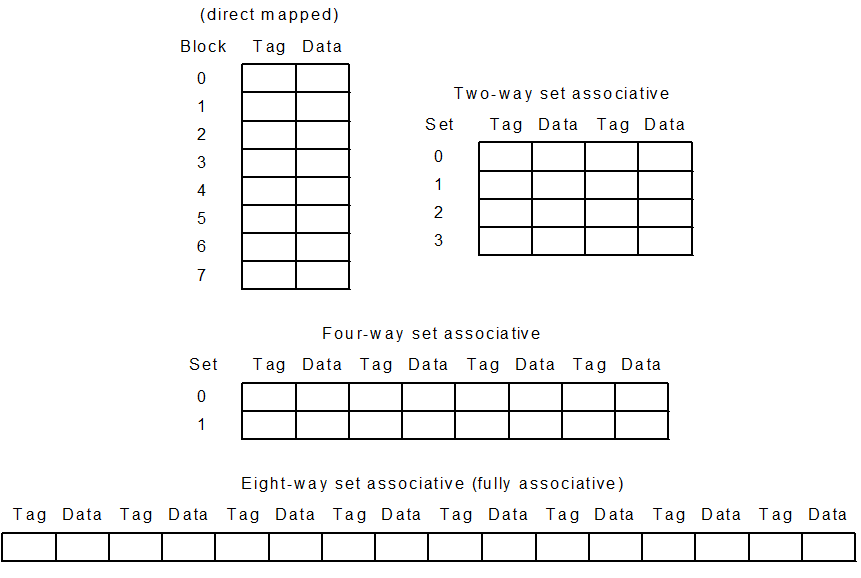 (direct mapped)
Block Tag Data
0
1
2
3
4
5
6
7
Two-way set associative
Set Tag Data Tag Data
0
1
2
3
Four-way set associative
Set Tag Data Tag Data Tag Data Tag Data
0
1
Eight-way set associative (fully associative)
Tag Data Tag Data Tag Data Tag Data Tag Data Tag Data Tag Data Tag Data